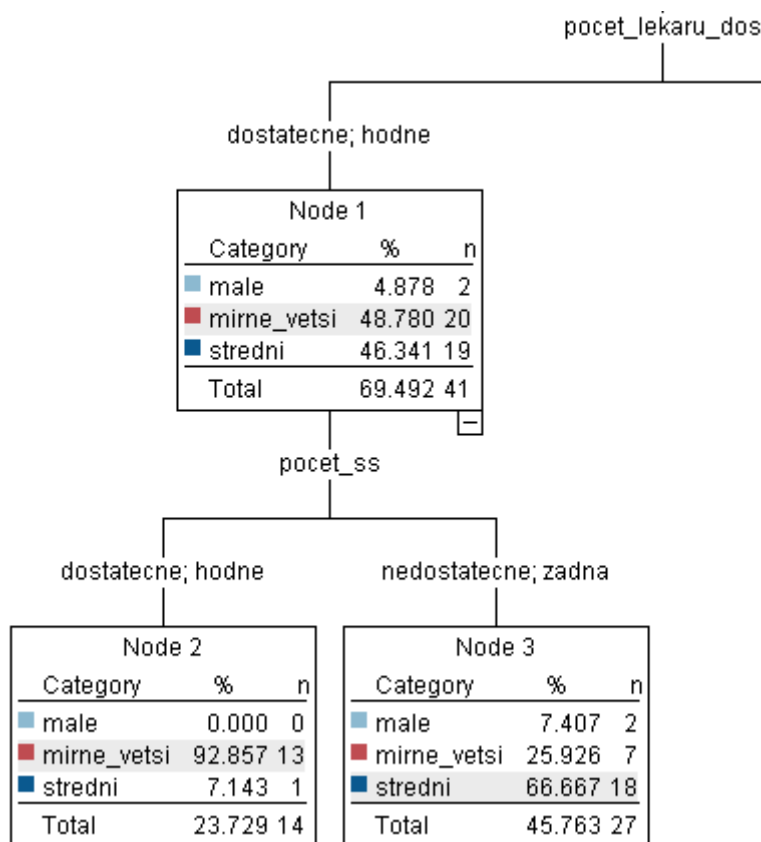 pocet_lekaru_dos
dostatecne; hodne
Node 1
Category % n
male 4.878 2
mirne_vetsi 48.780 20
stredni 46.341 19
Total 69.492 41
pocet_ss
dostatecne; hodne
nedostatecne; zadna
Node 2
Category % n
male 0.000 0
mirne_vetsi 92.857 13
stredni 7.143 1
Total 23.729 14
Node 3
Category % n
male 7.407 2
mirne_vetsi 25.926 7
stredni 66.667 18
Total 45.763 27